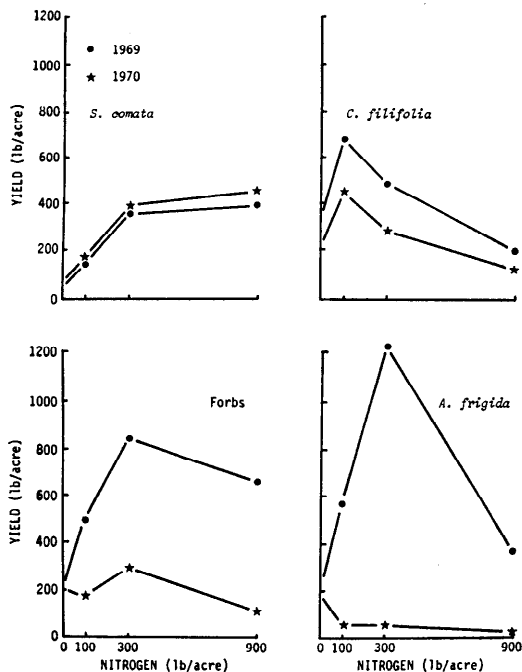 1200
1000
800
600
400
200
0
YIELD (lb/acre)
● 1969
★ 1970
S. comata
C. filifolia
1200
1000
800
600
400
200
0
YIELD (lb/acre)
Forbs
A. frigida
0 100 300 900
NITROGEN (lb/acre)
0 100 300 900
NITROGEN (lb/acre)